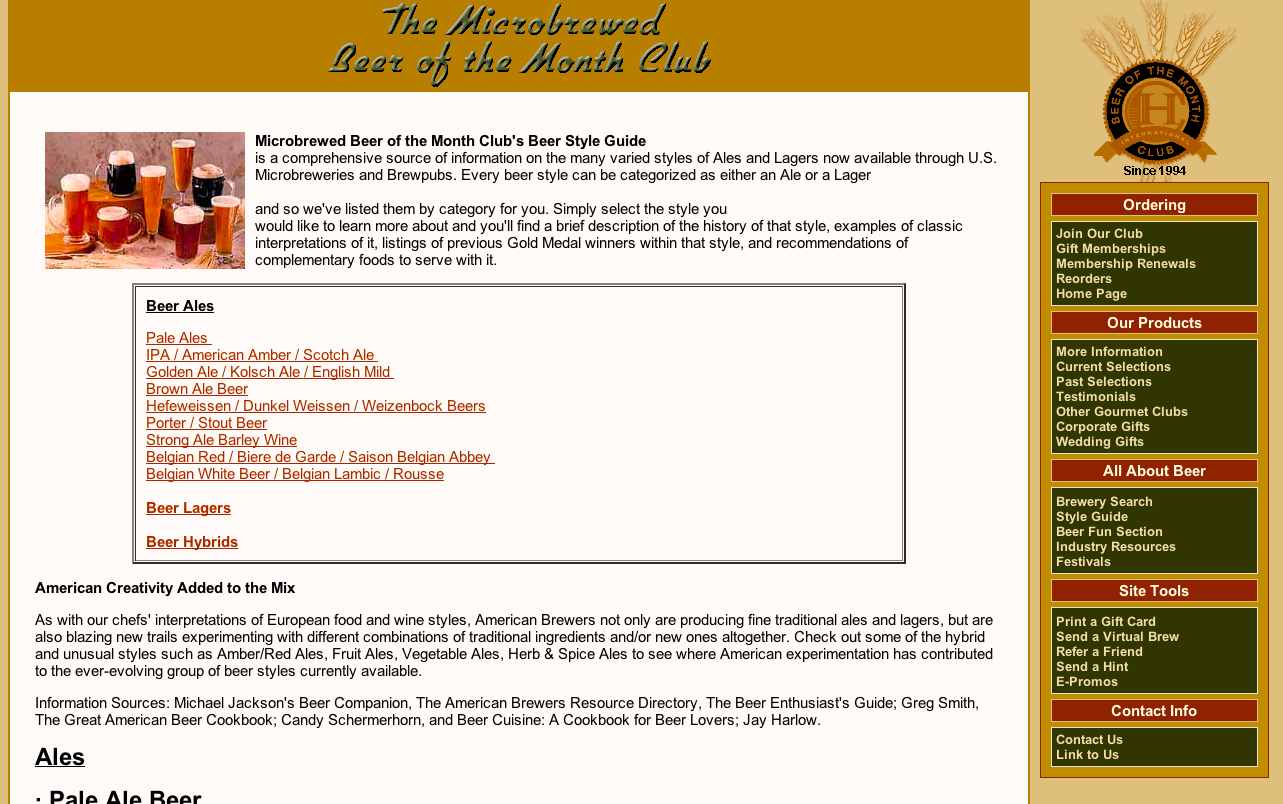 The Microbrewed
Beer of the Month Club
BEER OF THE MONTH
H
INTERNATIONAL
CLUB
Since 1994
Microbrewed Beer of the Month Club's Beer Style Guide
is a comprehensive source of information on the many varied styles of Ales and Lagers now available through U.S.
Microbreweries and Brewpubs. Every beer style can be categorized as either an Ale or a Lager
and so we've listed them by category for you. Simply select the style you
would like to learn more about and you'll find a brief description of the history of that style, examples of classic
interpretations of it, listings of previous Gold Medal winners within that style, and recommendations of
complementary foods to serve with it.
Beer Ales
Pale Ales
IPA / American Amber / Scotch Ale
Golden Ale / Kolsch Ale / English Mild
Brown Ale Beer
Hefeweissen / Dunkel Weissen / Weizenbock Beers
Porter / Stout Beer
Strong Ale Barley Wine
Belgian Red / Biere de Garde / Saison Belgian Abbey
Belgian White Beer / Belgian Lambic / Rousse
Beer Lagers
Beer Hybrids
American Creativity Added to the Mix
As with our chefs' interpretations of European food and wine styles, American Brewers not only are producing fine traditional ales and lagers, but are
also blazing new trails experimenting with different combinations of traditional ingredients and/or new ones altogether. Check out some of the hybrid
and unusual styles such as Amber/Red Ales, Fruit Ales, Vegetable Ales, Herb & Spice Ales to see where American experimentation has contributed
to the ever-evolving group of beer styles currently available.
Information Sources: Michael Jackson's Beer Companion, The American Brewers Resource Directory, The Beer Enthusiast's Guide; Greg Smith,
The Great American Beer Cookbook; Candy Schermerhorn, and Beer Cuisine: A Cookbook for Beer Lovers; Jay Harlow.
Ales
· Pale Ale Beer
Ordering
Join Our Club
Gift Memberships
Membership Renewals
Reorders
Home Page
Our Products
More Information
Current Selections
Past Selections
Testimonials
Other Gourmet Clubs
Corporate Gifts
Wedding Gifts
All About Beer
Brewery Search
Style Guide
Beer Fun Section
Industry Resources
Festivals
Site Tools
Print a Gift Card
Send a Virtual Brew
Refer a Friend
Send a Hint
E-Promos
Contact Info
Contact Us
Link to Us